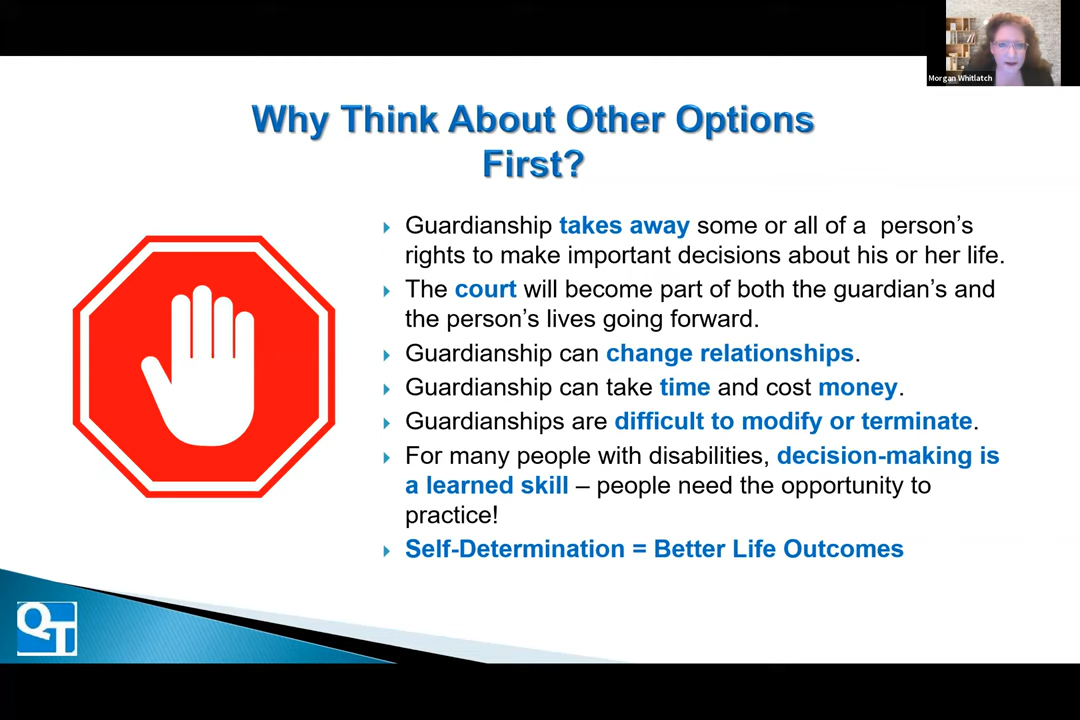 Morgan Whitlatch
Why Think About Other Options
First?
Guardianship takes away some or all of a person’s
rights to make important decisions about his or her life.
The court will become part of both the guardian’s and
the person’s lives going forward.
Guardianship can change relationships.
Guardianship can take time and cost money.
Guardianships are difficult to modify or terminate.
For many people with disabilities, decision-making is
a learned skill – people need the opportunity to
practice!
Self-Determination = Better Life Outcomes
QT